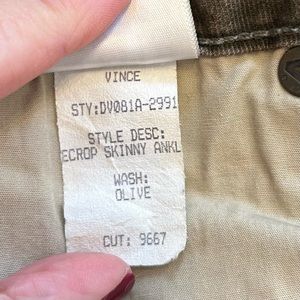 VINCE
STY:DV081A-2991
STYLE DESC:
ECROP SKINNY ANKL
WASH:
OLIVE
CUT: 9667